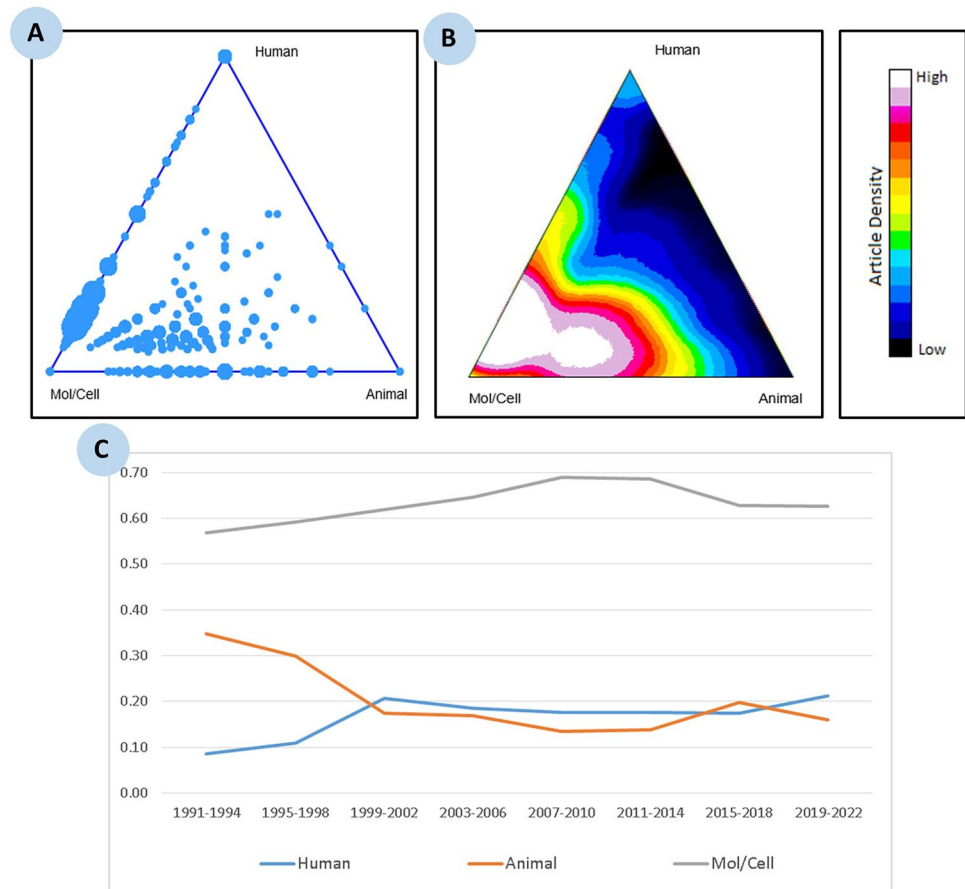 A
Human
Mol/Cell
Animal
B
Human
Mol/Cell
Animal
High
Article Density
Low
C
0.70
0.60
0.50
0.40
0.30
0.20
0.10
0.00
1991-1994 1995-1998 1999-2002 2003-2006 2007-2010 2011-2014 2015-2018 2019-2022
Human Animal Mol/Cell